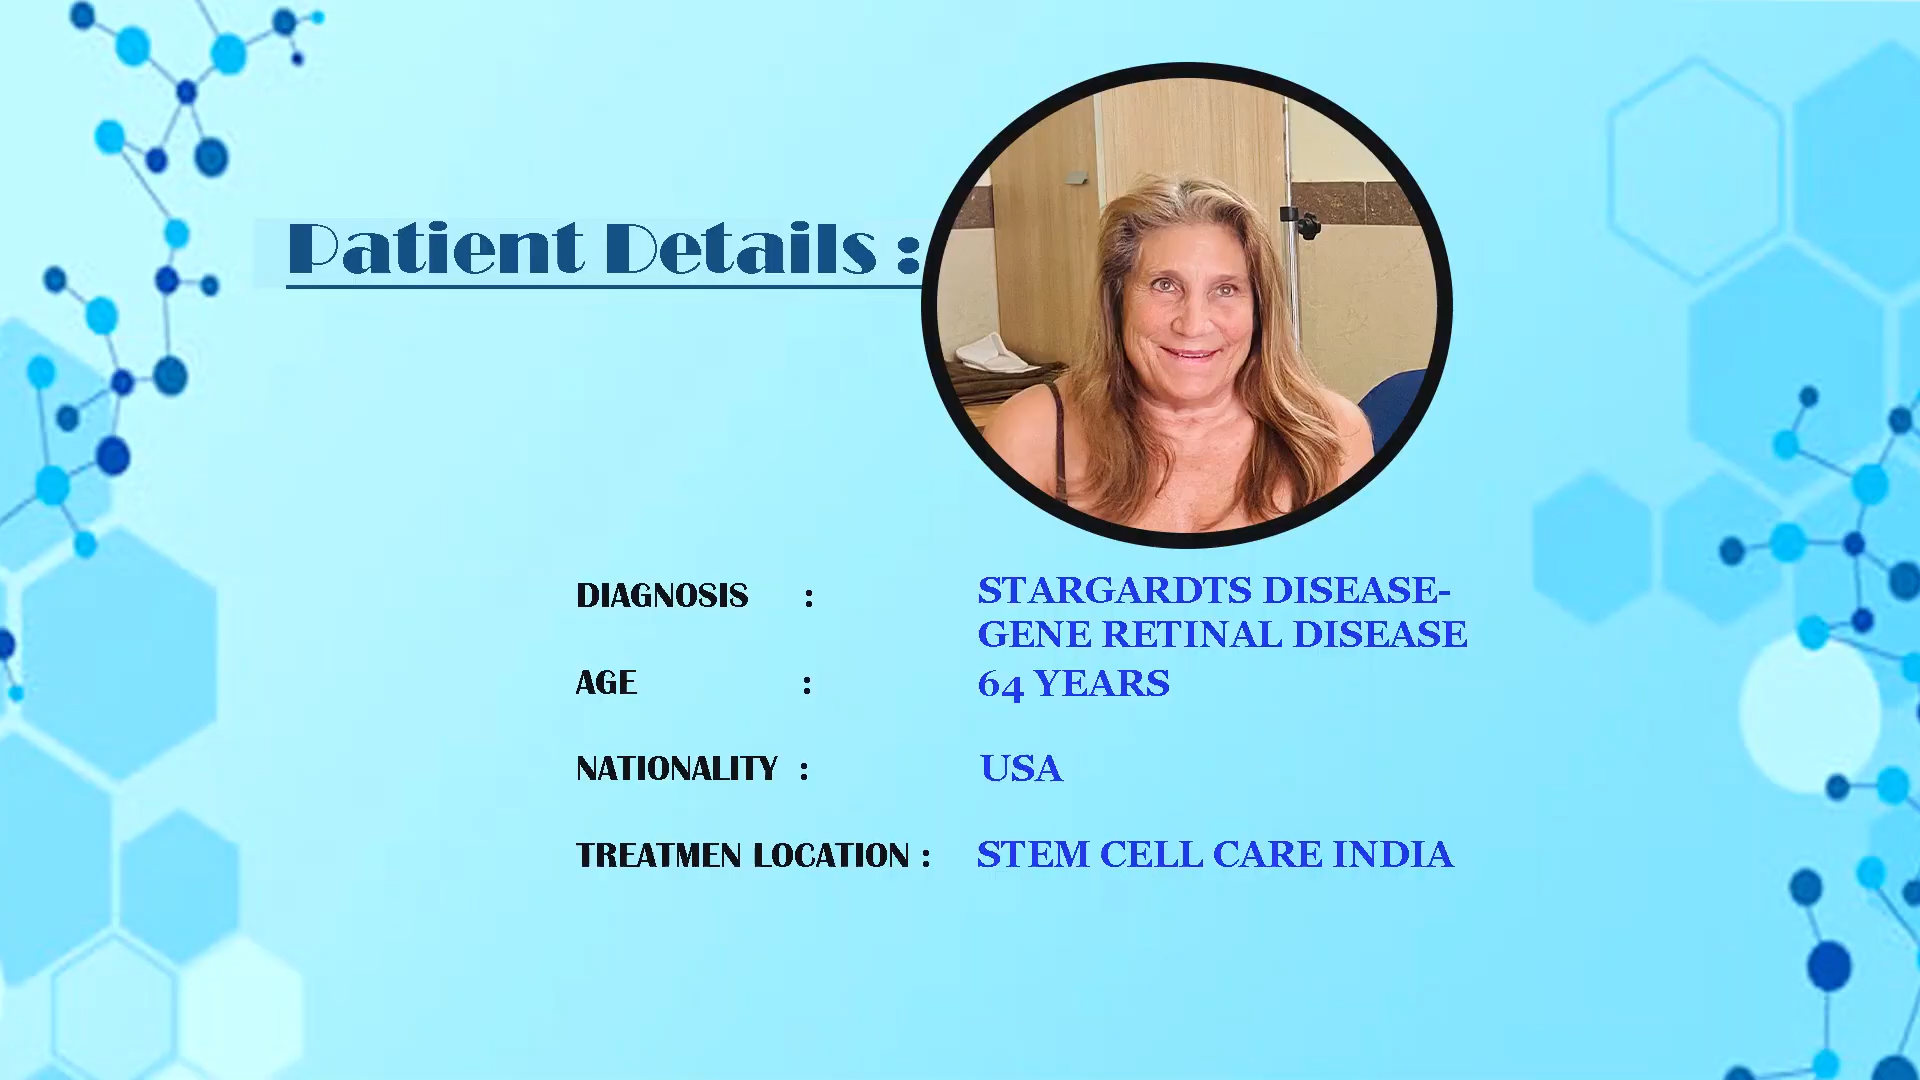 Patient Details :
DIAGNOSIS : STARGARDTS DISEASE-
GENE RETINAL DISEASE
AGE : 64 YEARS
NATIONALITY : USA
TREATMEN LOCATION : STEM CELL CARE INDIA